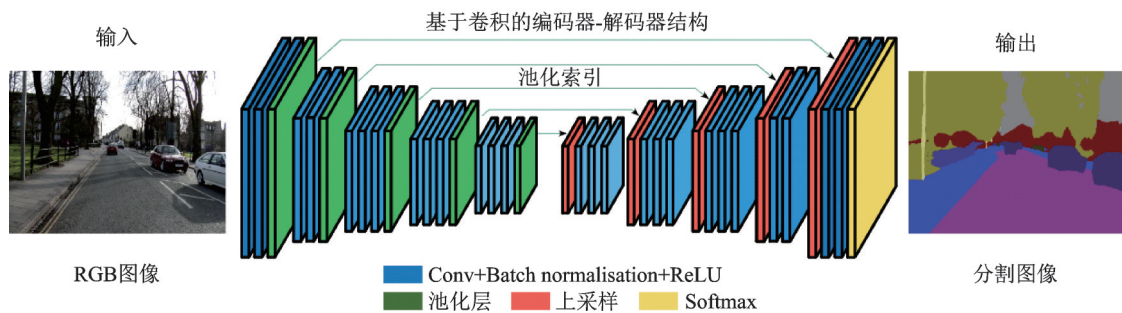 基于卷积的编码器-解码器结构
输入
输出
池化索引
RGB图像
分割图像
Conv+Batch normalisation+ReLU
池化层
上采样
Softmax